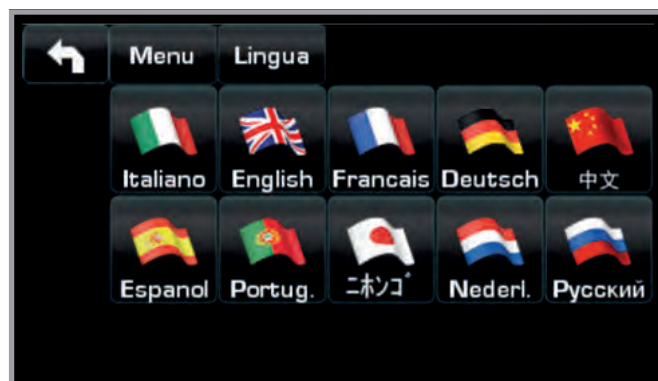 Menu Lingua
Italiano English Francais Deutsch 中文
Espanol Portug. ニホンゴ Nederl. Русский